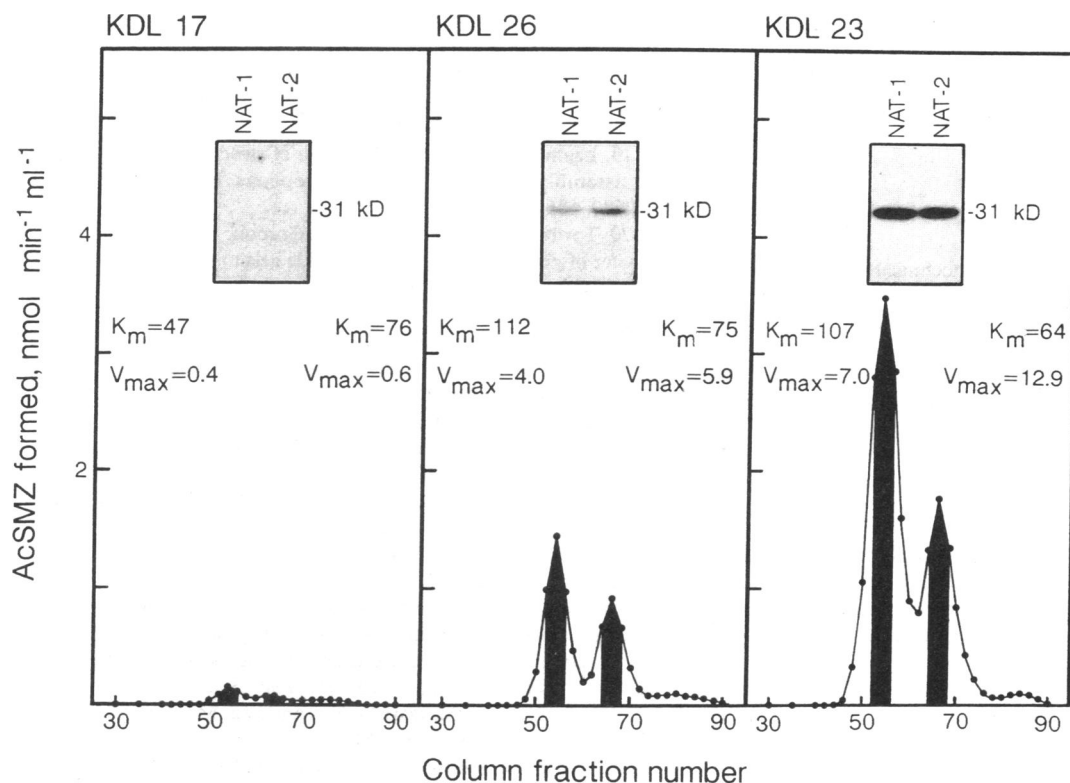 KDL 17
KDL 26
KDL 23
NAT-1
NAT-2
NAT-1
NAT-2
NAT-1
NAT-2
-31 kD
-31 kD
-31 kD
AcSMZ formed, nmol min⁻¹ ml⁻¹
4
2
Km=47
Km=76
Km=112
Km=75
Km=107
Km=64
Vmax=0.4
Vmax=0.6
Vmax=4.0
Vmax=5.9
Vmax=7.0
Vmax=12.9
30 50 70 90
30 50 70 90
30 50 70 90
Column fraction number